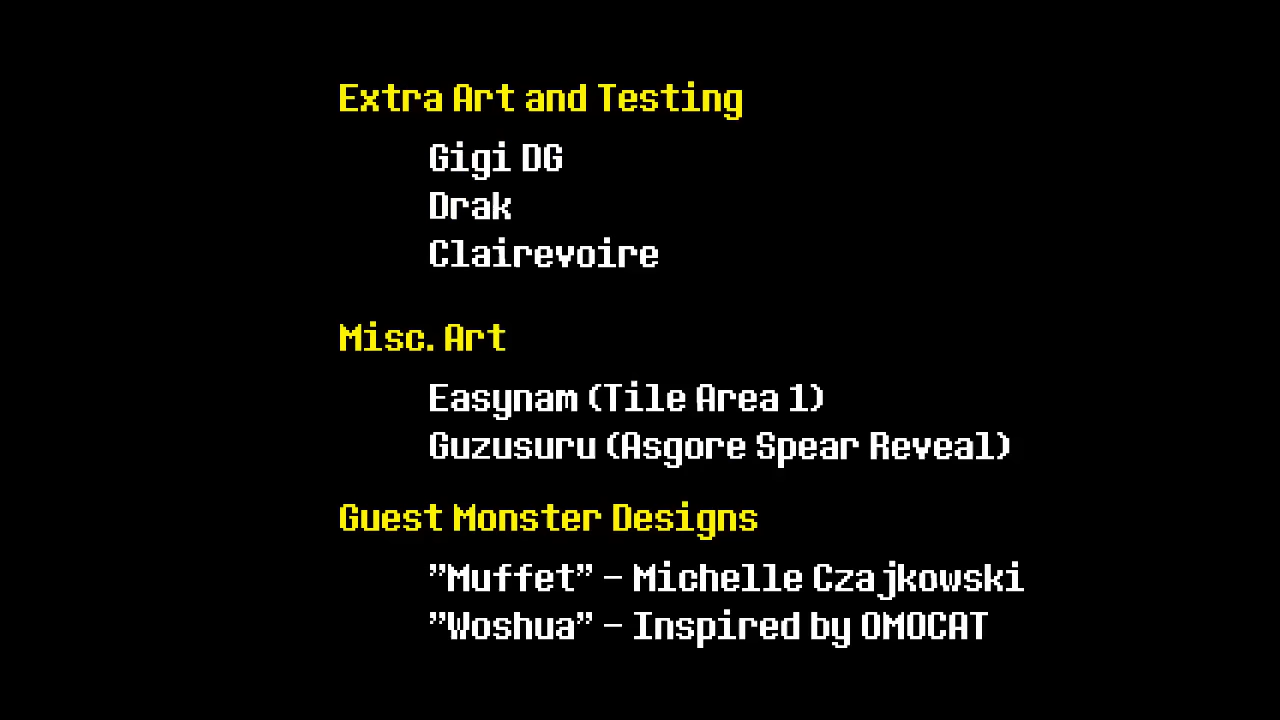 Extra Art and Testing
Gigi DG
Drak
Clairevoire
Misc. Art
Easynam (Tile Area 1)
Guzusuru (Asgore Spear Reveal)
Guest Monster Designs
”Muffet” – Michelle Czajkowski
”Woshua” – Inspired by OMOCAT